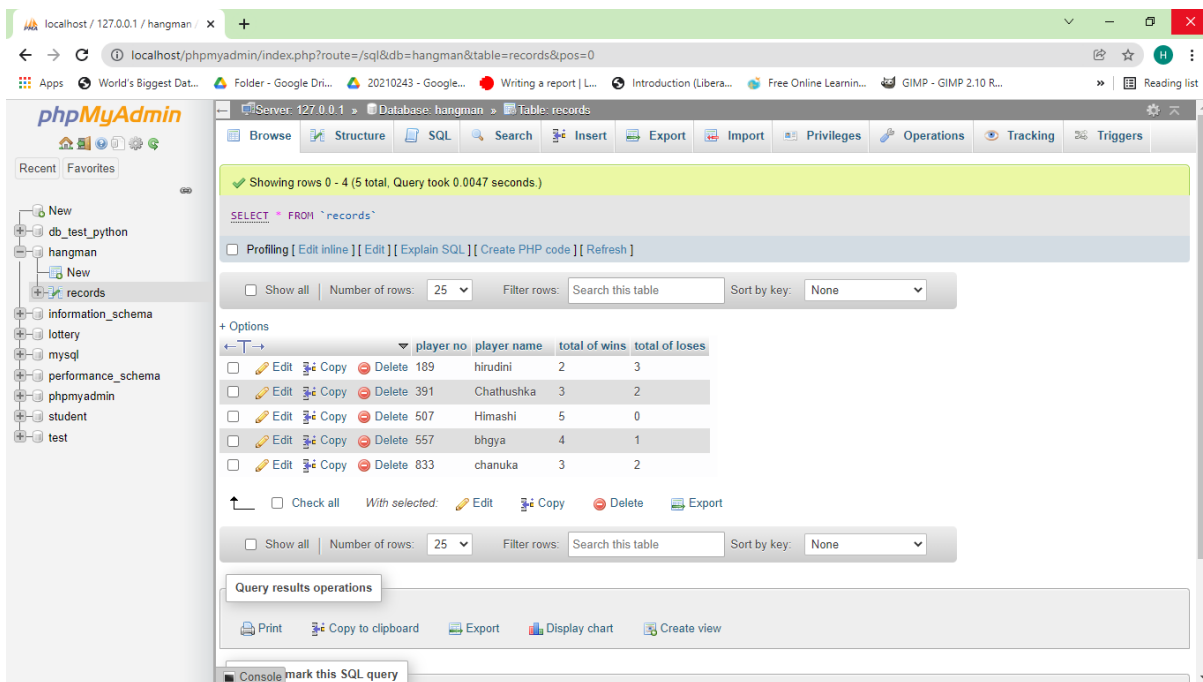 localhost / 127.0.0.1 / hangman /
localhost/phpmyadmin/index.php?route=/sql&db=hangman&table=records&pos=0
H
Apps World's Biggest Dat... Folder - Google Dri... 20210243 - Google... Writing a report | L... Introduction (Libera... Free Online Learnin... GIMP - GIMP 2.10 R... » Reading list
phpMyAdmin
Recent Favorites
New
db_test_python
hangman
New
records
information_schema
lottery
mysql
performance_schema
phpmyadmin
student
test
Server: 127.0.0.1 » Database: hangman » Table: records
Browse Structure SQL Search Insert Export Import Privileges Operations Tracking Triggers
Showing rows 0 - 4 (5 total, Query took 0.0047 seconds.)
SELECT * FROM `records`
Profiling [ Edit inline ] [ Edit ] [ Explain SQL ] [ Create PHP code ] [ Refresh ]
Show all | Number of rows: 25 Filter rows: Search this table Sort by key: None
+ Options
←T→ player no player name total of wins total of loses
Edit Copy Delete 189 hirudini 2 3
Edit Copy Delete 391 Chathushka 3 2
Edit Copy Delete 507 Himashi 5 0
Edit Copy Delete 557 bhgya 4 1
Edit Copy Delete 833 chanuka 3 2
Check all With selected: Edit Copy Delete Export
Show all | Number of rows: 25 Filter rows: Search this table Sort by key: None
Query results operations
Print Copy to clipboard Export Display chart Create view
Console mark this SQL query